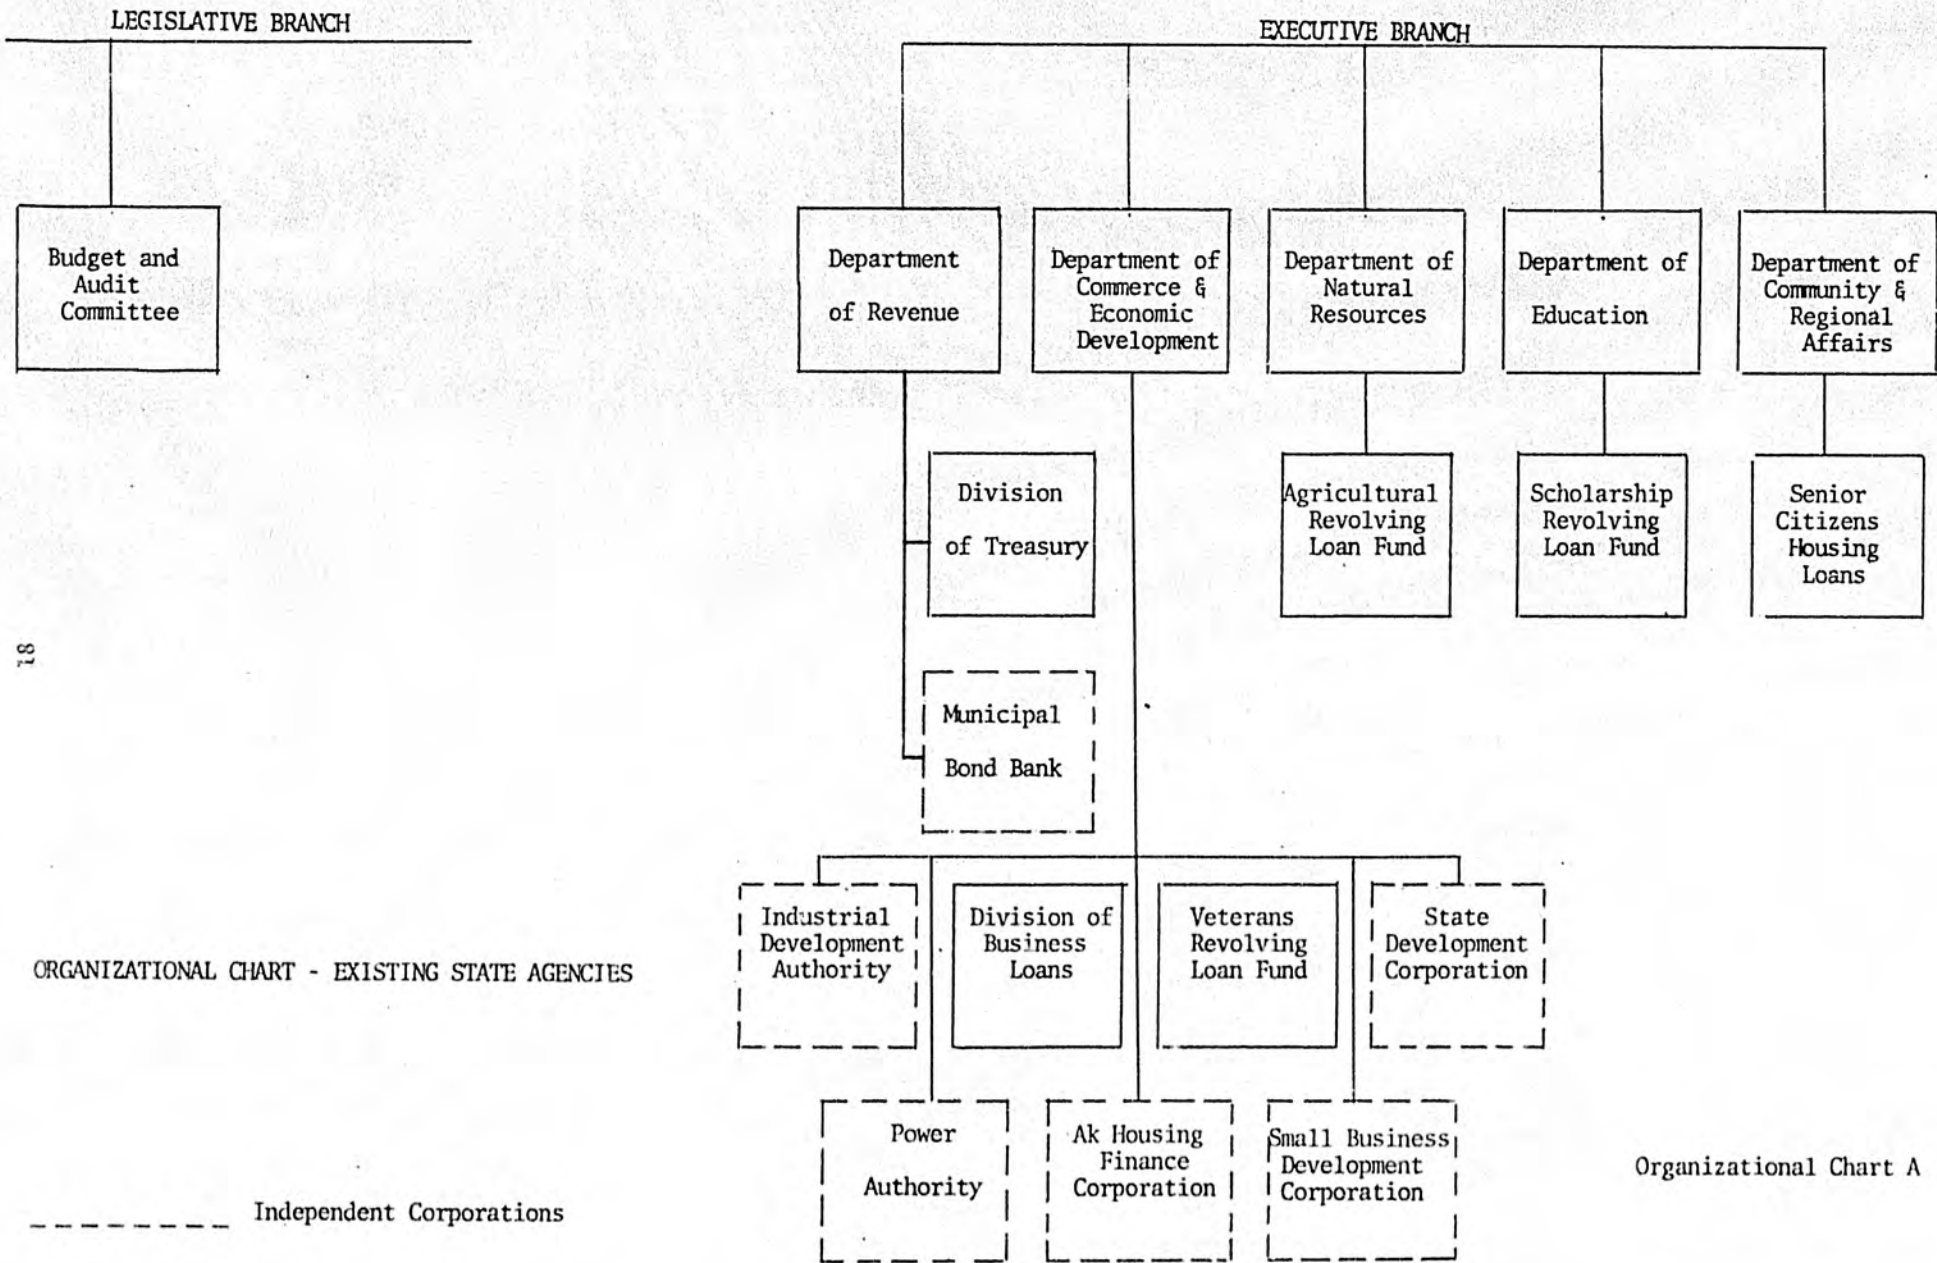 LEGISLATIVE BRANCH
EXECUTIVE BRANCH
Budget and
Audit
Committee
Department
of Revenue
Department of
Commerce &
Economic
Development
Department of
Natural
Resources
Department of
Education
Department of
Community &
Regional
Affairs
Division
of Treasury
Agricultural
Revolving
Loan Fund
Scholarship
Revolving
Loan Fund
Senior
Citizens
Housing
Loans
18
Municipal
Bond Bank
Industrial
Development
Authority
Division of
Business
Loans
Veterans
Revolving
Loan Fund
State
Development
Corporation
ORGANIZATIONAL CHART - EXISTING STATE AGENCIES
Power
Authority
Ak Housing
Finance
Corporation
Small Business
Development
Corporation
Organizational Chart A
Independent Corporations